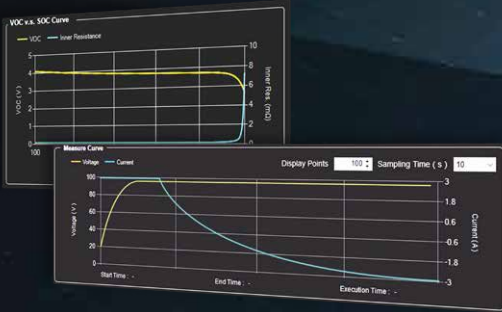 VOC v.s. SOC Curve
VOC Inner Resistance
5
4
3
2
1
0
VOC ( V )
10
8
6
4
2
0
Inner Res. (mΩ)
100
Measure Curve
Voltage Current
Display Points 100 Sampling Time ( s ) 10
100
80
60
40
20
0
Voltage ( V )
3
1.8
0.6
-0.6
-1.8
-3
Current ( A )
Start Time : -
End Time : -
Execution Time : -